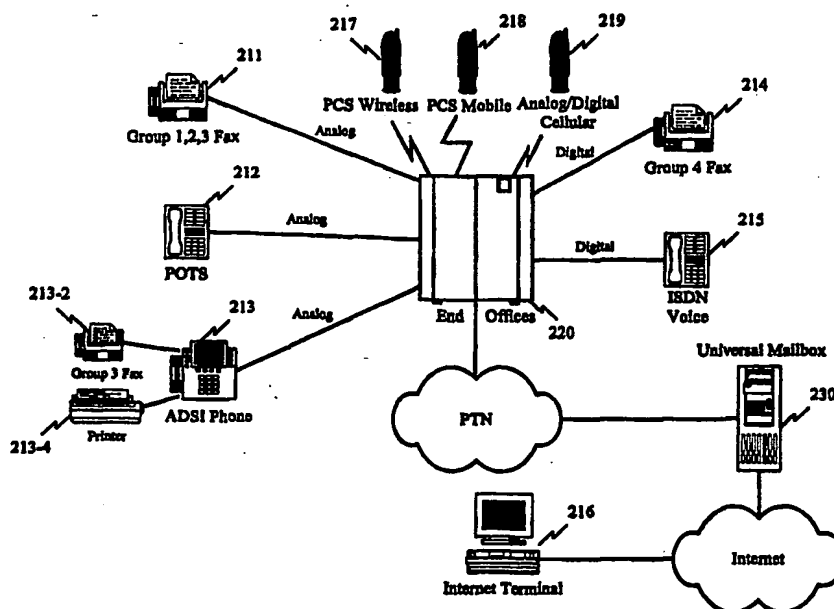 217
218
219
211
PCS Wireless
PCS Mobile
Analog/Digital
Cellular
214
Group 1,2,3 Fax
Analog
Digital
Group 4 Fax
212
Analog
215
Digital
POTS
ISDN
Voice
213-2
213
Analog
End
Offices
220
Universal Mailbox
Group 3 Fax
ADSI Phone
PTN
230
213-4
Printer
216
Internet
Internet Terminal